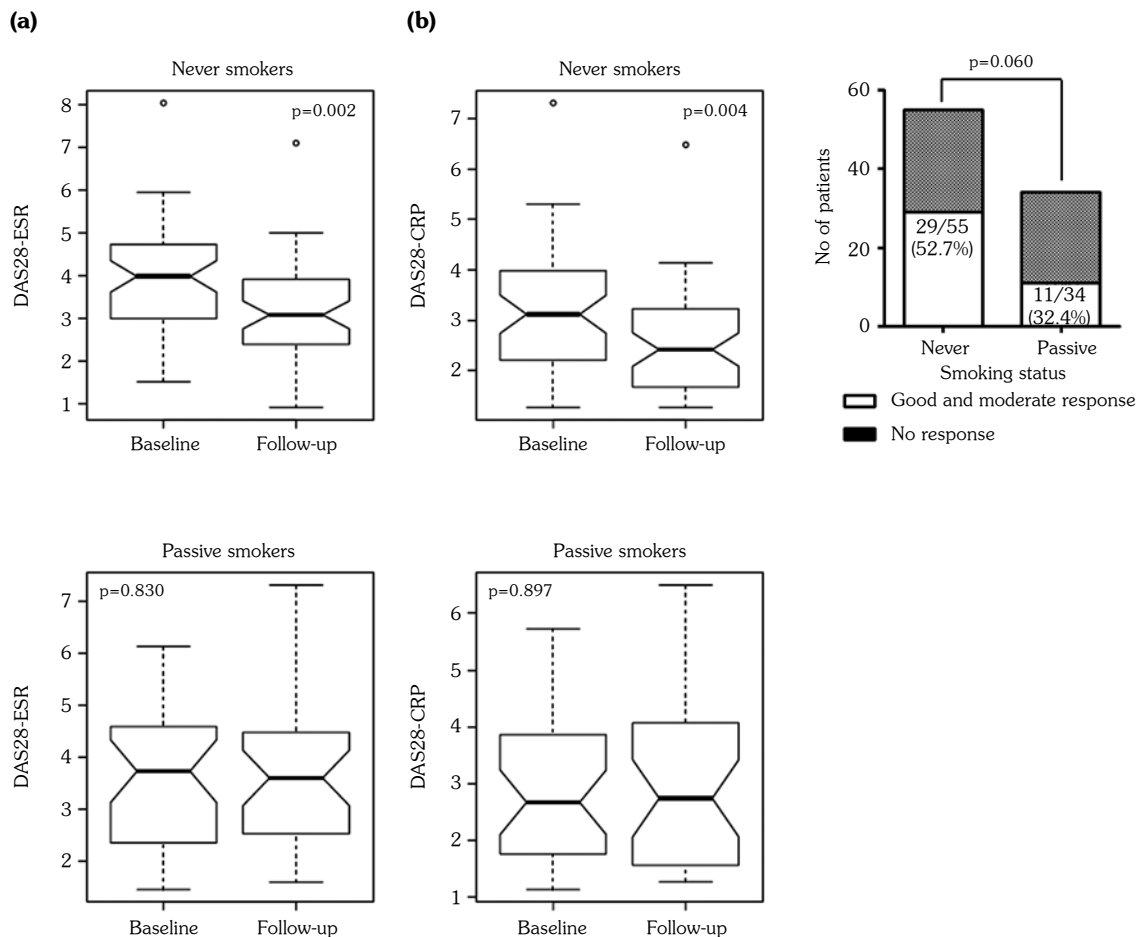 (a)
Never smokers
p=0.002
DAS28-ESR
8
7
6
5
4
3
2
1
Baseline Follow-up
(b)
Never smokers
p=0.004
DAS28-CRP
7
6
5
4
3
2
Baseline Follow-up
p=0.060
No of patients
60
40
20
0
29/55
(52.7%)
11/34
(32.4%)
Never Passive
Smoking status
Good and moderate response
No response
Passive smokers
p=0.830
DAS28-ESR
7
6
5
4
3
2
Baseline Follow-up
Passive smokers
p=0.897
DAS28-CRP
6
5
4
3
2
1
Baseline Follow-up